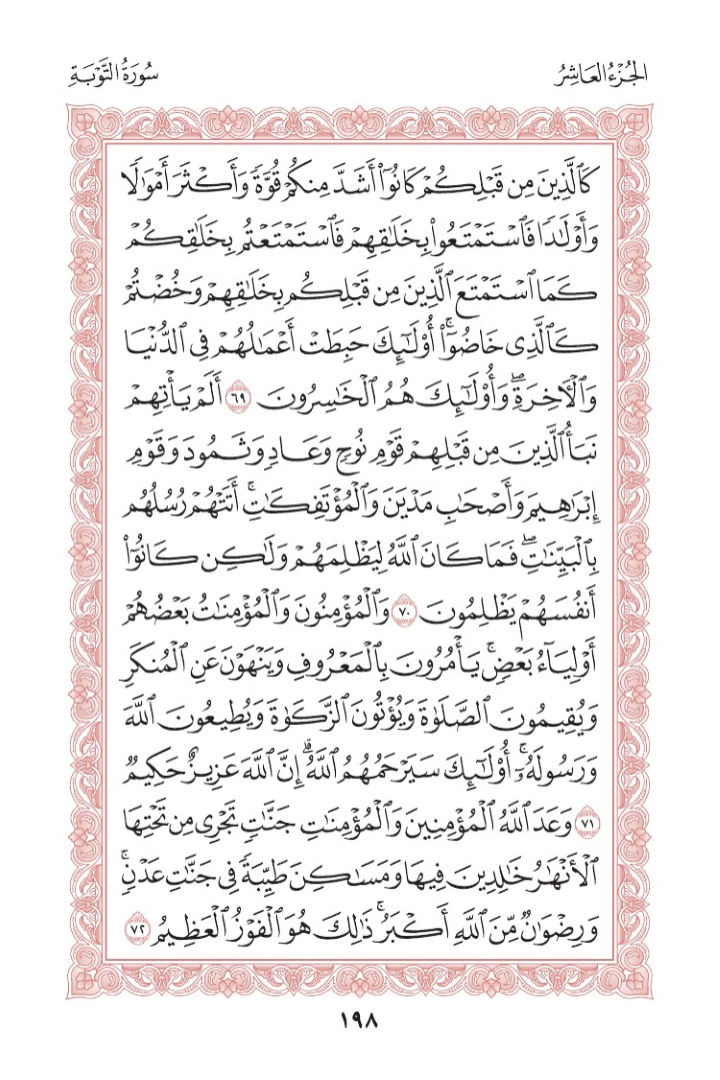 الجُزْءُ العَاشِرُ
سُورَةُ التَّوْبَةِ
كَٱلَّذِينَ مِن قَبْلِكُمْ كَانُوٓا۟ أَشَدَّ مِنكُمْ قُوَّةً وَأَكْثَرَ أَمْوَٰلًا
وَأَوْلَٰدًا فَٱسْتَمْتَعُوا۟ بِخَلَٰقِهِمْ فَٱسْتَمْتَعْتُم بِخَلَٰقِكُمْ
كَمَا ٱسْتَمْتَعَ ٱلَّذِينَ مِن قَبْلِكُم بِخَلَٰقِهِمْ وَخُضْتُمْ
كَٱلَّذِى خَاضُوٓا۟ ۚ أُو۟لَٰٓئِكَ حَبِطَتْ أَعْمَٰلُهُمْ فِى ٱلدُّنْيَا
وَٱلْءَاخِرَةِ ۖ وَأُو۟لَٰٓئِكَ هُمُ ٱلْخَٰسِرُونَ ٦٩ أَلَمْ يَأْتِهِمْ
نَبَأُ ٱلَّذِينَ مِن قَبْلِهِمْ قَوْمِ نُوحٍ وَعَادٍ وَثَمُودَ وَقَوْمِ
إِبْرَٰهِيمَ وَأَصْحَٰبِ مَدْيَنَ وَٱلْمُؤْتَفِكَٰتِ ۚ أَتَتْهُمْ رُسُلُهُم
بِٱلْبَيِّنَٰتِ ۖ فَمَا كَانَ ٱللَّهُ لِيَظْلِمَهُمْ وَلَٰكِن كَانُوٓا۟
أَنفُسَهُمْ يَظْلِمُونَ ٧٠ وَٱلْمُؤْمِنُونَ وَٱلْمُؤْمِنَٰتُ بَعْضُهُمْ
أَوْلِيَآءُ بَعْضٍ ۚ يَأْمُرُونَ بِٱلْمَعْرُوفِ وَيَنْهَوْنَ عَنِ ٱلْمُنكَرِ
وَيُقِيمُونَ ٱلصَّلَوٰةَ وَيُؤْتُونَ ٱلزَّكَوٰةَ وَيُطِيعُونَ ٱللَّهَ
وَرَسُولَهُۥٓ ۚ أُو۟لَٰٓئِكَ سَيَرْحَمُهُمُ ٱللَّهُ ۗ إِنَّ ٱللَّهَ عَزِيزٌ حَكِيمٌ
٧١ وَعَدَ ٱللَّهُ ٱلْمُؤْمِنِينَ وَٱلْمُؤْمِنَٰتِ جَنَّٰتٍ تَجْرِى مِن تَحْتِهَا
ٱلْأَنْهَٰرُ خَٰلِدِينَ فِيهَا وَمَسَٰكِنَ طَيِّبَةً فِى جَنَّٰتِ عَدْنٍ ۚ
وَرِضْوَٰنٌ مِّنَ ٱللَّهِ أَكْبَرُ ۚ ذَٰلِكَ هُوَ ٱلْفَوْزُ ٱلْعَظِيمُ ٧٢
١٩٨